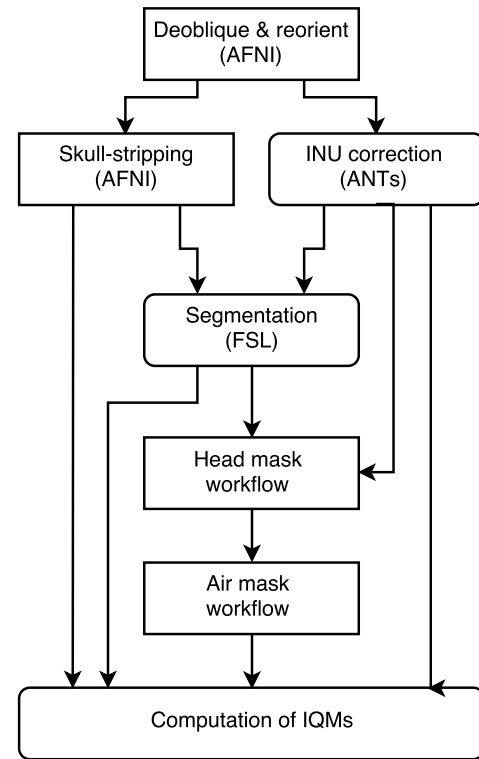 Deoblique & reorient
(AFNI)
Skull-stripping
(AFNI)
INU correction
(ANTs)
Segmentation
(FSL)
Head mask
workflow
Air mask
workflow
Computation of IQMs